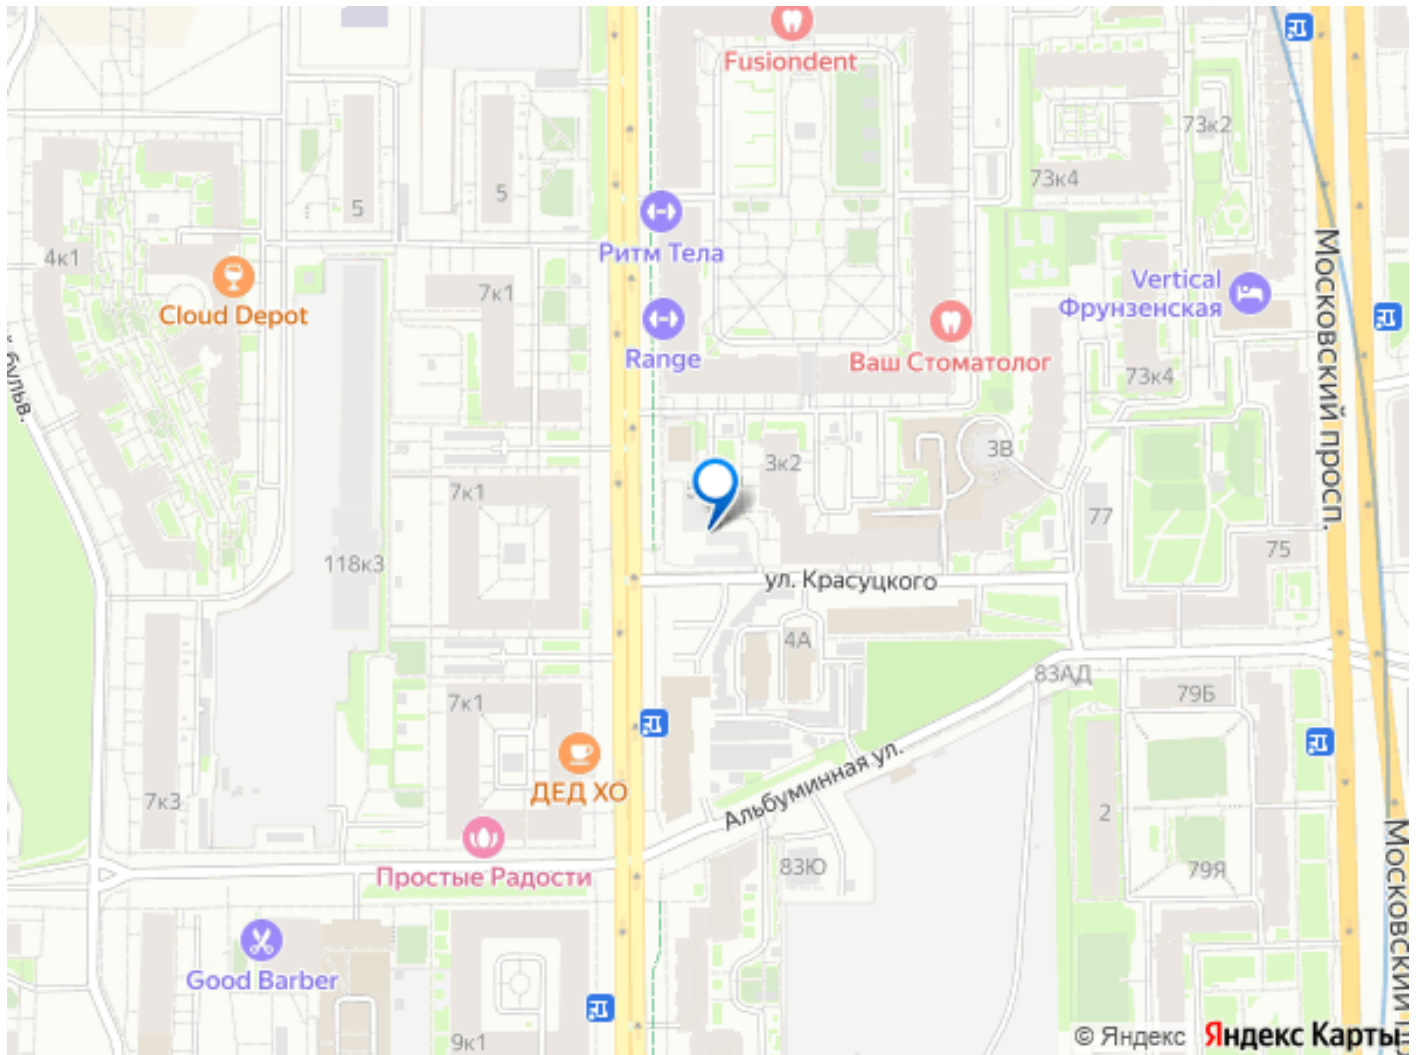 Fusiondent
73к2
73к4
5
5
Ритм Тела
Московский просп.
4к1
Cloud Depot
7к1
Vertical
Фрунзенская
Range
Ваш Стоматолог
73к4
бульв.
3к2
3В
7к1
77
75
118к3
ул. Красуцкого
4А
83АД
79Б
7к1
ДЕД ХО
Альбуминная ул.
7к3
2
Московский
Простые Радости
83Ю
79Я
Good Barber
9к1
© Яндекс
Яндекс Карты